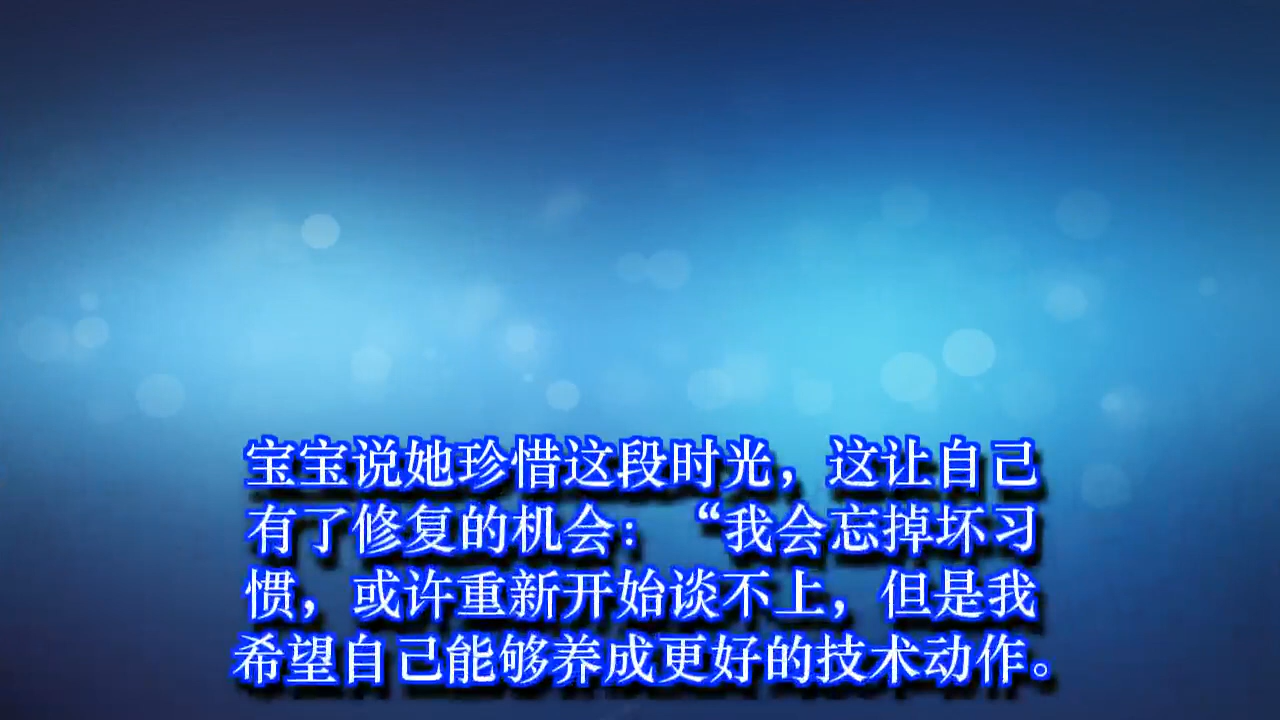 宝宝说她珍惜这段时光，这让自己
有了修复的机会：“我会忘掉坏习
惯，或许重新开始谈不上，但是我
希望自己能够养成更好的技术动作。